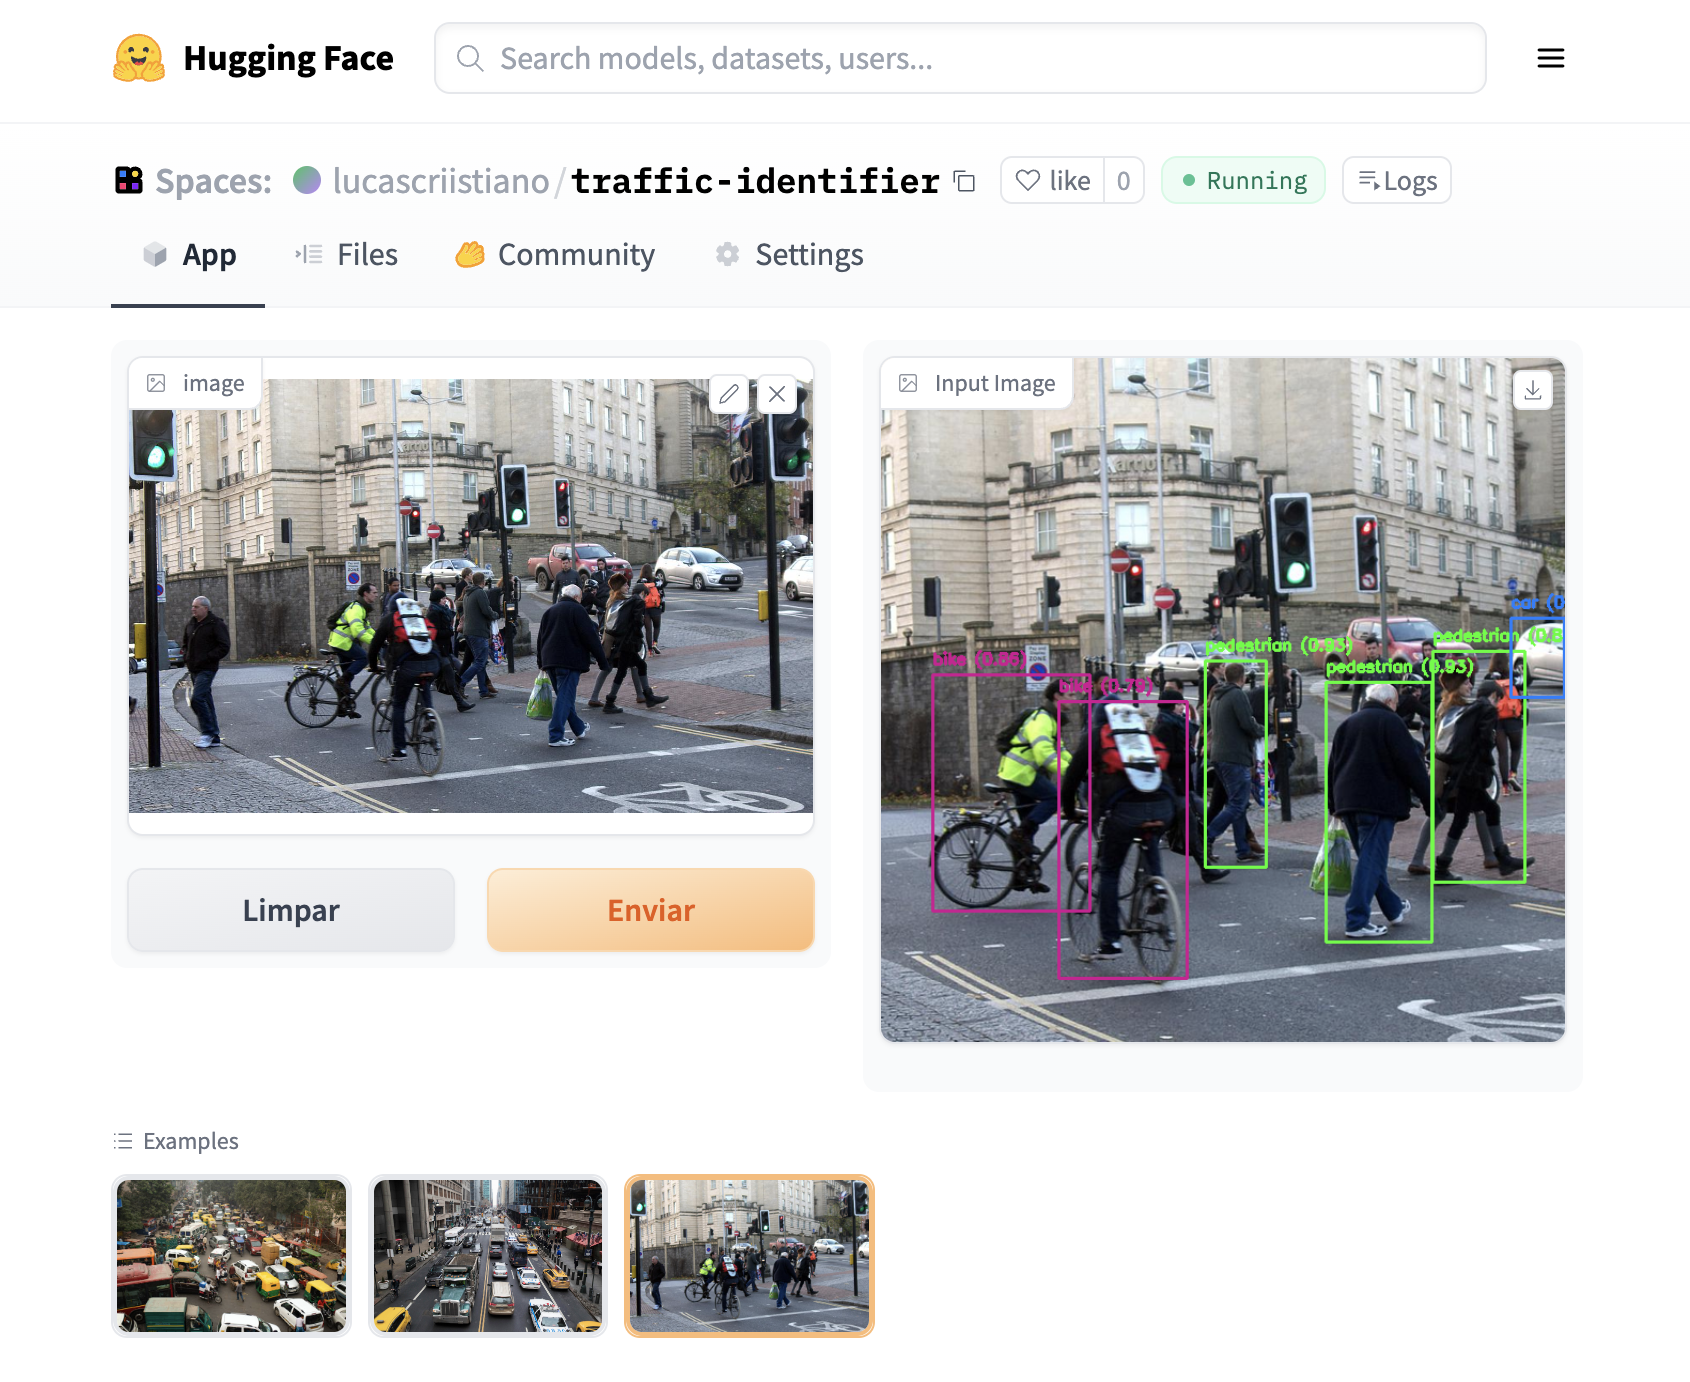 Hugging Face
Search models, datasets, users...
Spaces:
lucascriistiano/traffic-identifier
like
0
Running
Logs
App
Files
Community
Settings
image
Input Image
Marriott
ZONE
car (0
pedestrian (0.93)
pedestrian (0.8
bike (0.86)
pedestrian (0.93)
bike (0.79)
Limpar
Enviar
Examples